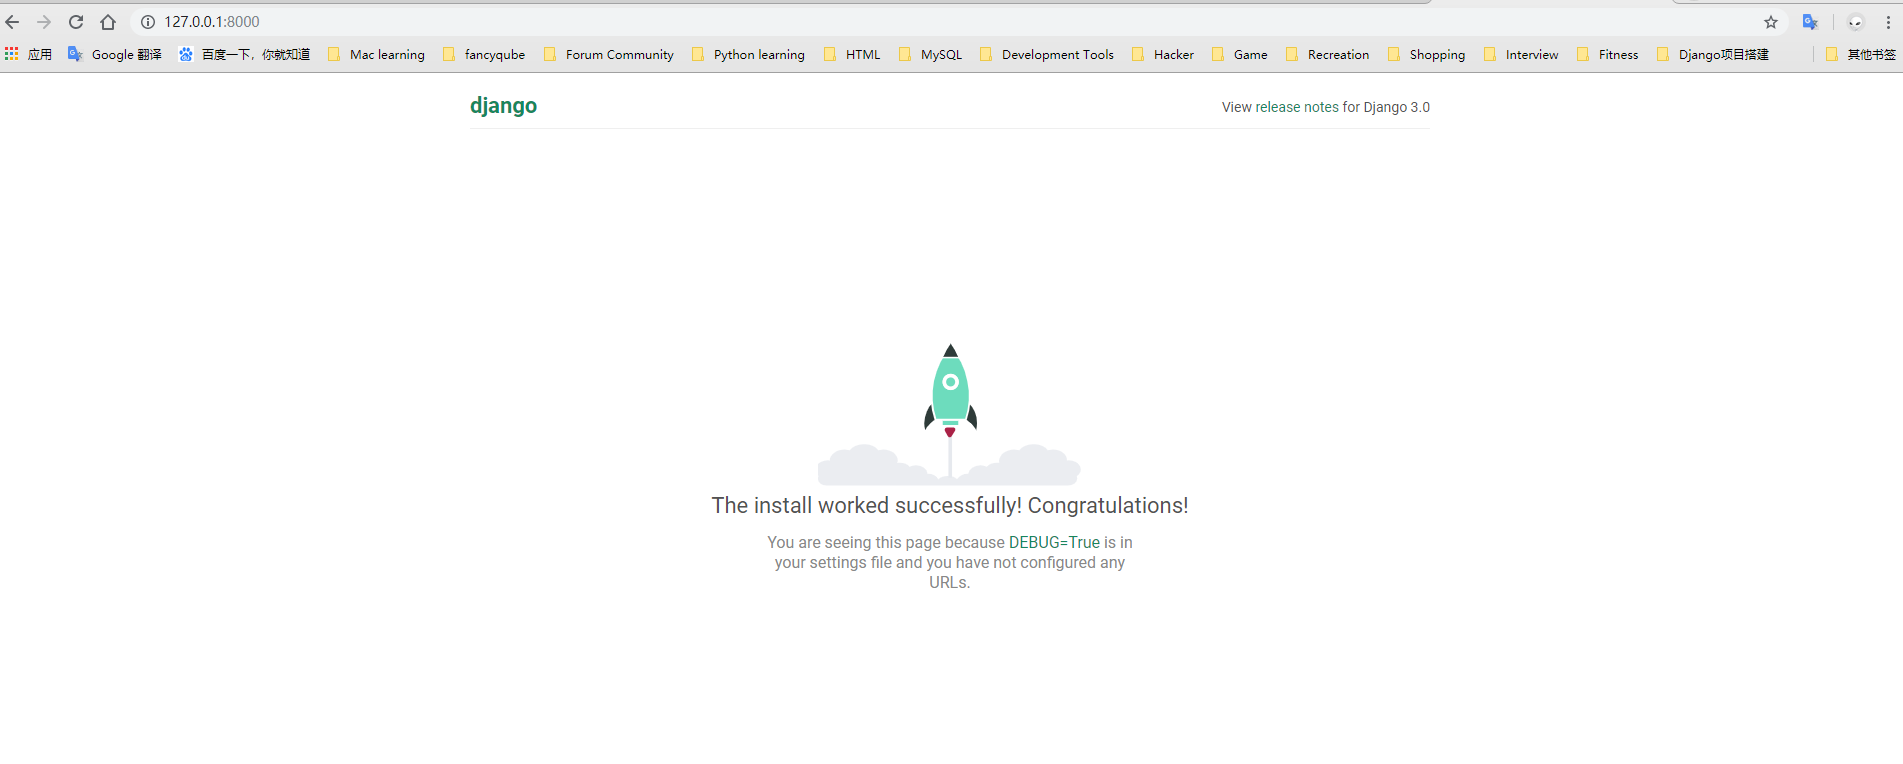 127.0.0.1:8000
应用 Google 翻译 百度一下，你就知道 Mac learning fancyqube Forum Community Python learning HTML MySQL Development Tools Hacker Game Recreation Shopping Interview Fitness Django项目搭建 其他书签
django View release notes for Django 3.0
The install worked successfully! Congratulations!
You are seeing this page because DEBUG=True is in
your settings file and you have not configured any
URLs.